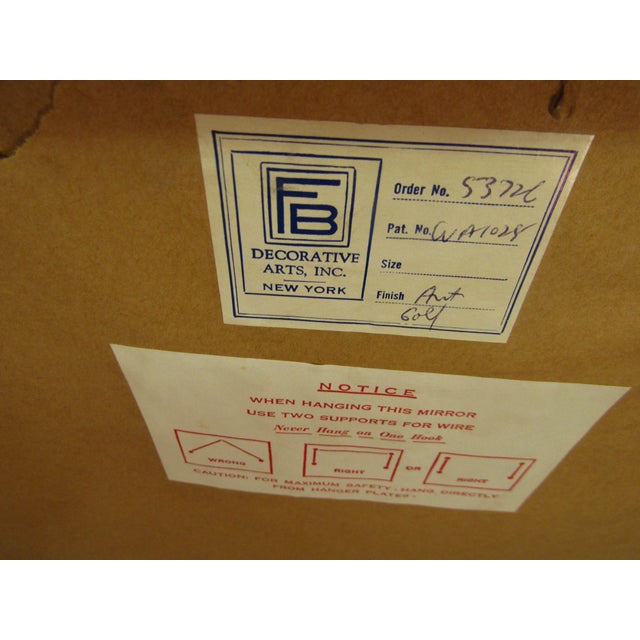 FB
DECORATIVE
ARTS, INC.
NEW YORK
Order No.
Pat. No.
Size
Finish Ant
Gold
NOTICE
WHEN HANGING THIS MIRROR
USE TWO SUPPORTS FOR WIRE
Never Hang on One Hook
WRONG
RIGHT
OR
RIGHT
CAUTION: FOR MAXIMUM SAFETY - HANG DIRECTLY
FROM HANGER PLATES -